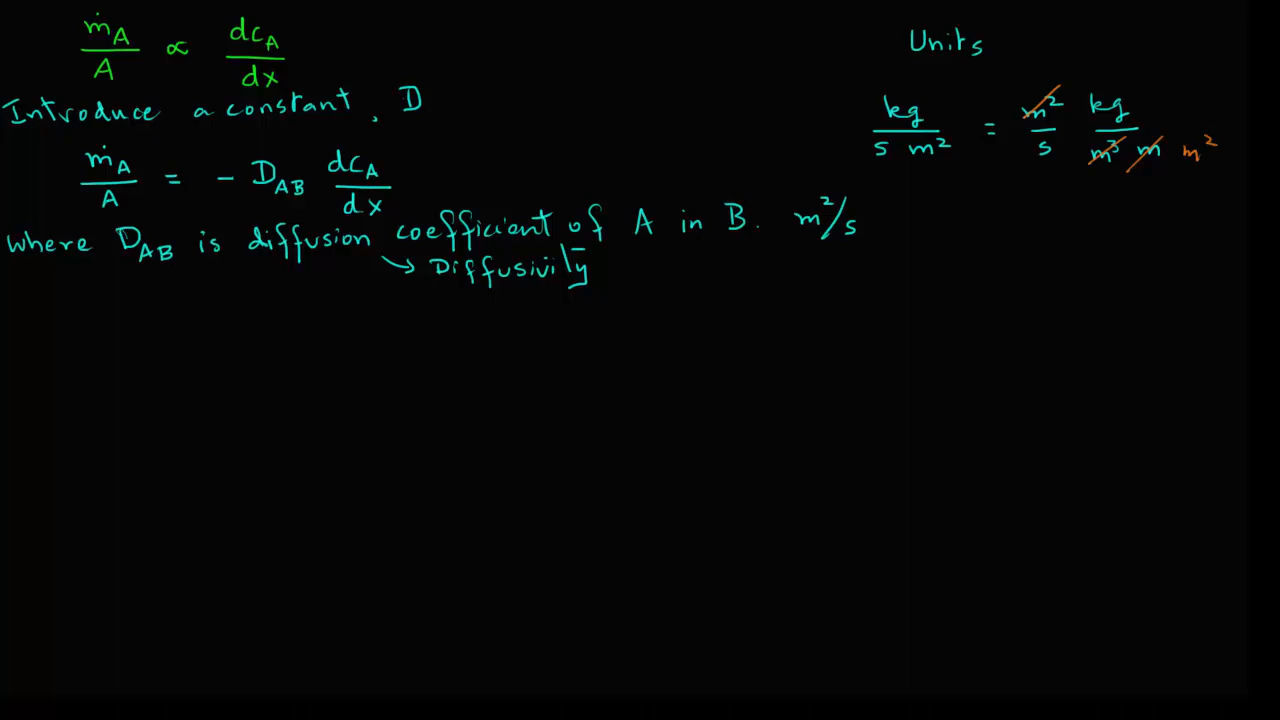 ṁA/A ∝ dcA/dx
Introduce a constant, D
ṁA/A = - DAB dcA/dx
where DAB is diffusion coefficient of A in B. m²/s
→ Diffusivity
Units
kg/s m² = m²/s kg/m³ m m²